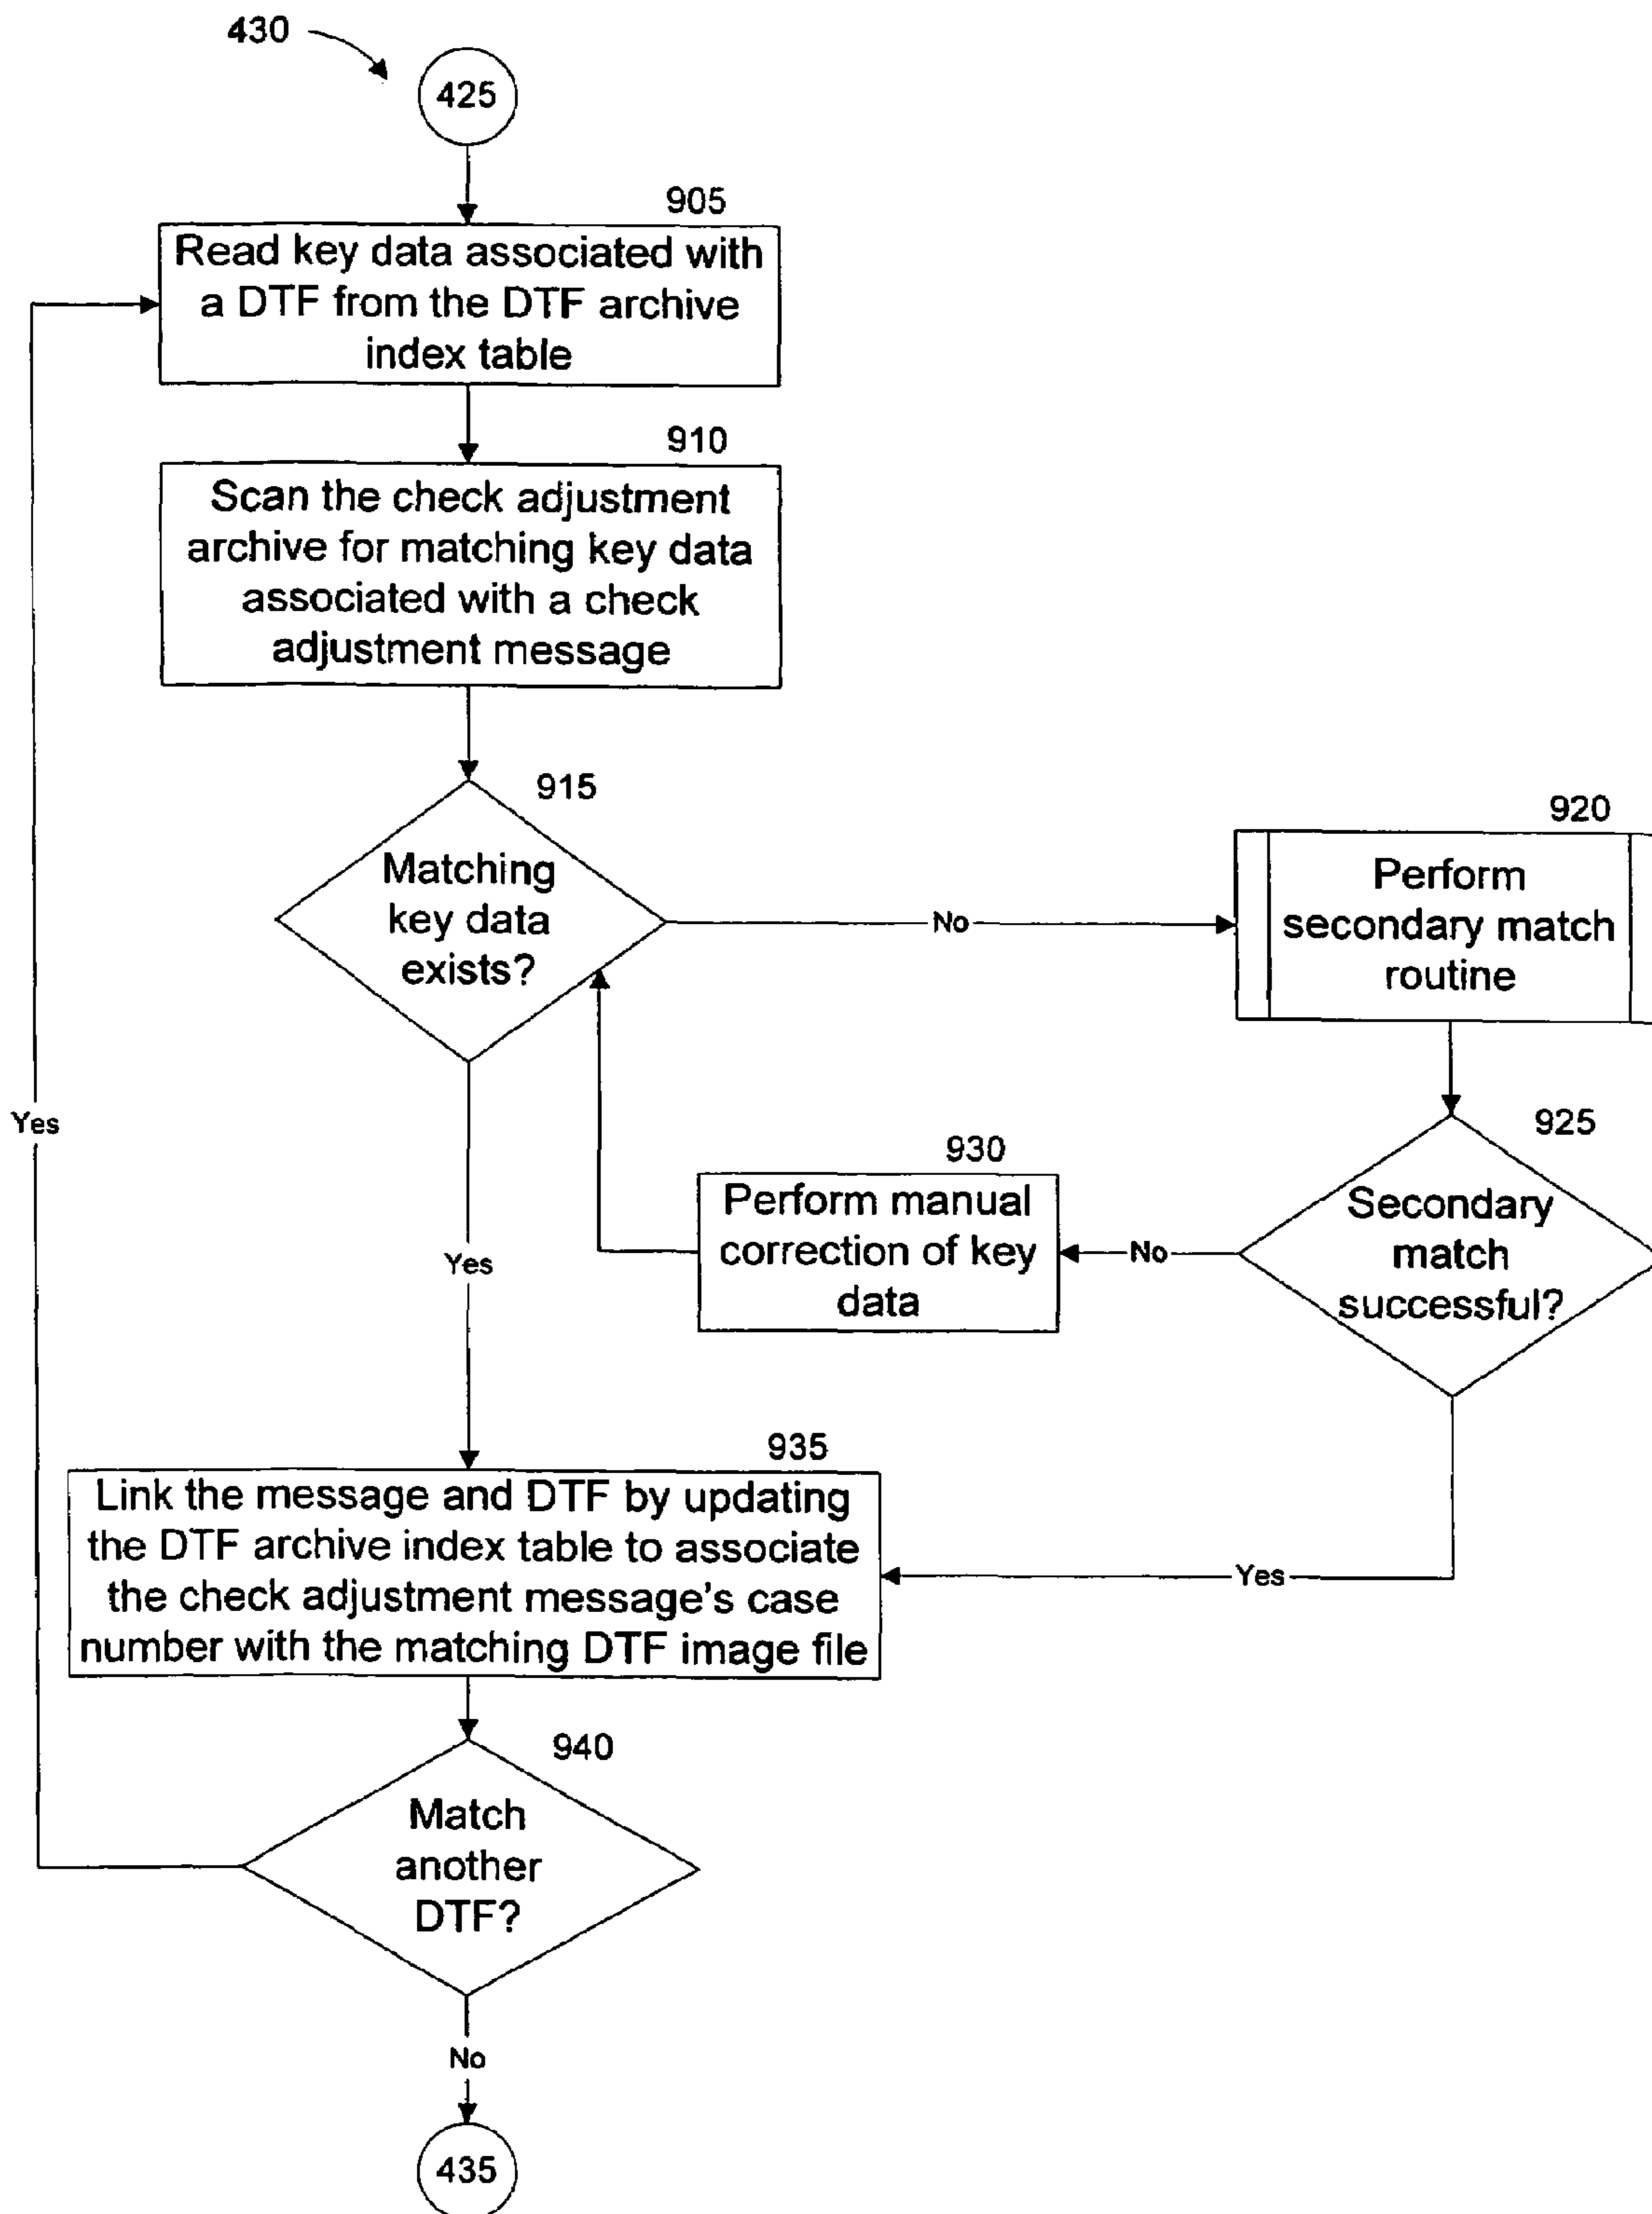 430
425
905
Read key data associated with
a DTF from the DTF archive
index table
910
Scan the check adjustment
archive for matching key data
associated with a check
adjustment message
915
Matching
key data
exists?
No
920
Perform
secondary match
routine
925
Secondary
match
successful?
No
930
Perform manual
correction of key
data
Yes
Yes
Yes
935
Link the message and DTF by updating
the DTF archive index table to associate
the check adjustment message's case
number with the matching DTF image file
940
Match
another
DTF?
No
435